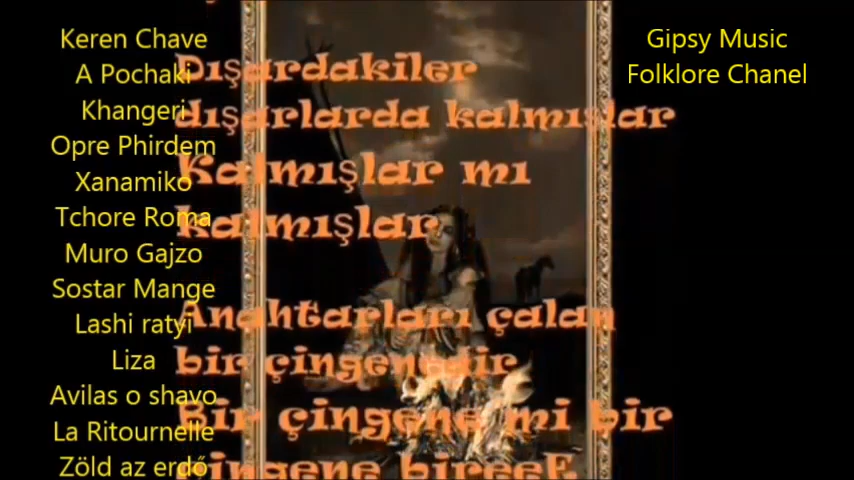 Keren Chave
A Pochaki
Khangeri
Opre Phirdem
Xanamiko
Tchore Roma
Muro Gajzo
Sostar Mange
Lashi ratyi
Liza
Avilas o shavo
La Ritournelle
Zöld az erdő
Dışardakiler
dışarlarda kalmışlar
Kalmışlar mı
kalmışlar
Anahtarları çalan
bir çingenedir
Bir çingene mi bir
çingene bireeE
Gipsy Music
Folklore Chanel